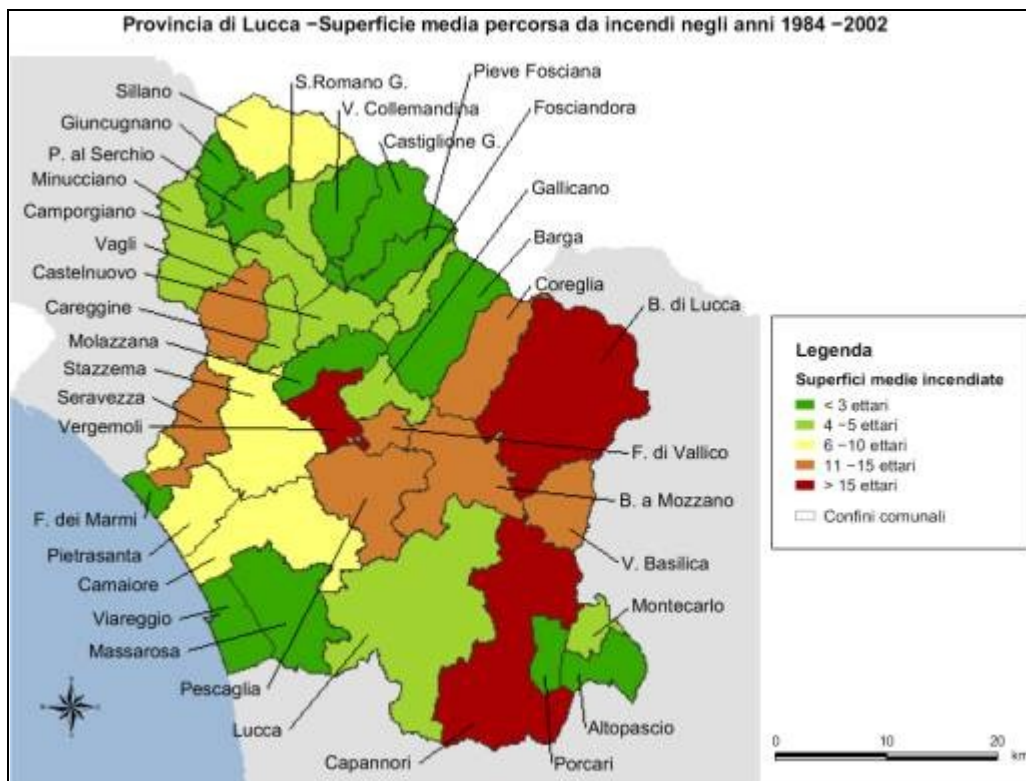 Provincia di Lucca −Superficie media percorsa da incendi negli anni 1984 −2002
Pieve Fosciana
S.Romano G.
Sillano
V. Collemandina
Fosciandora
Giuncugnano
Castiglione G.
P. al Serchio
Minucciano
Gallicano
Camporgiano
Barga
Vagli
Castelnuovo
Coreglia
Careggine
B. di Lucca
Molazzana
Stazzema
Seravezza
Vergemoli
F. di Vallico
B. a Mozzano
F. dei Marmi
Pietrasanta
V. Basilica
Camaiore
Montecarlo
Viareggio
Massarosa
Pescaglia
Lucca
Altopascio
Capannori
Porcari
Legenda
Superfici medie incendiate
< 3 ettari
4 −5 ettari
6 −10 ettari
11 −15 ettari
> 15 ettari
Confini comunali
0 10 20
km